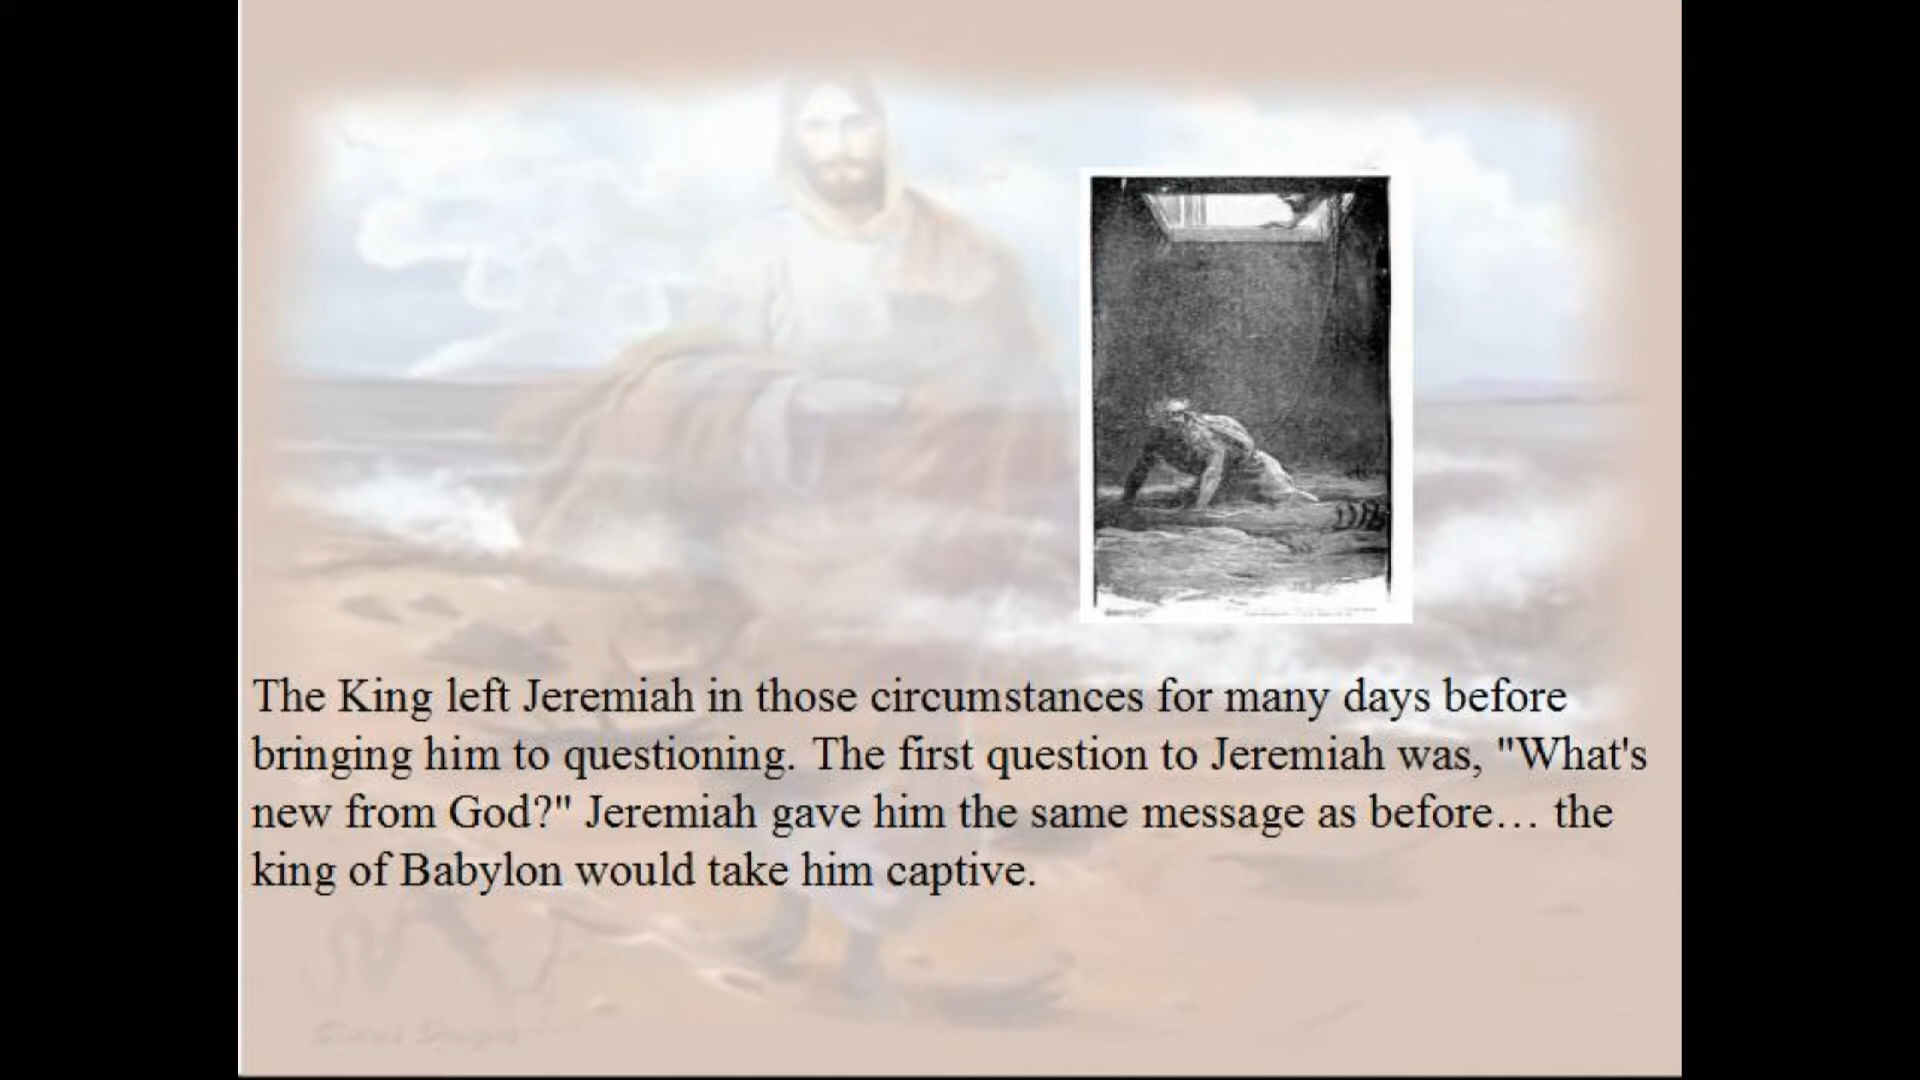 The King left Jeremiah in those circumstances for many days before
bringing him to questioning. The first question to Jeremiah was, "What's
new from God?" Jeremiah gave him the same message as before… the
king of Babylon would take him captive.